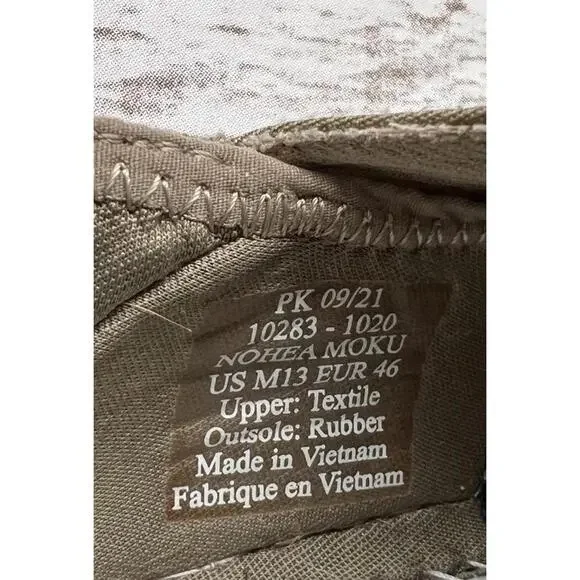 PK 09/21
10283 - 1020
NOHEA MOKU
US M13 EUR 46
Upper: Textile
Outsole: Rubber
Made in Vietnam
Fabrique en Vietnam